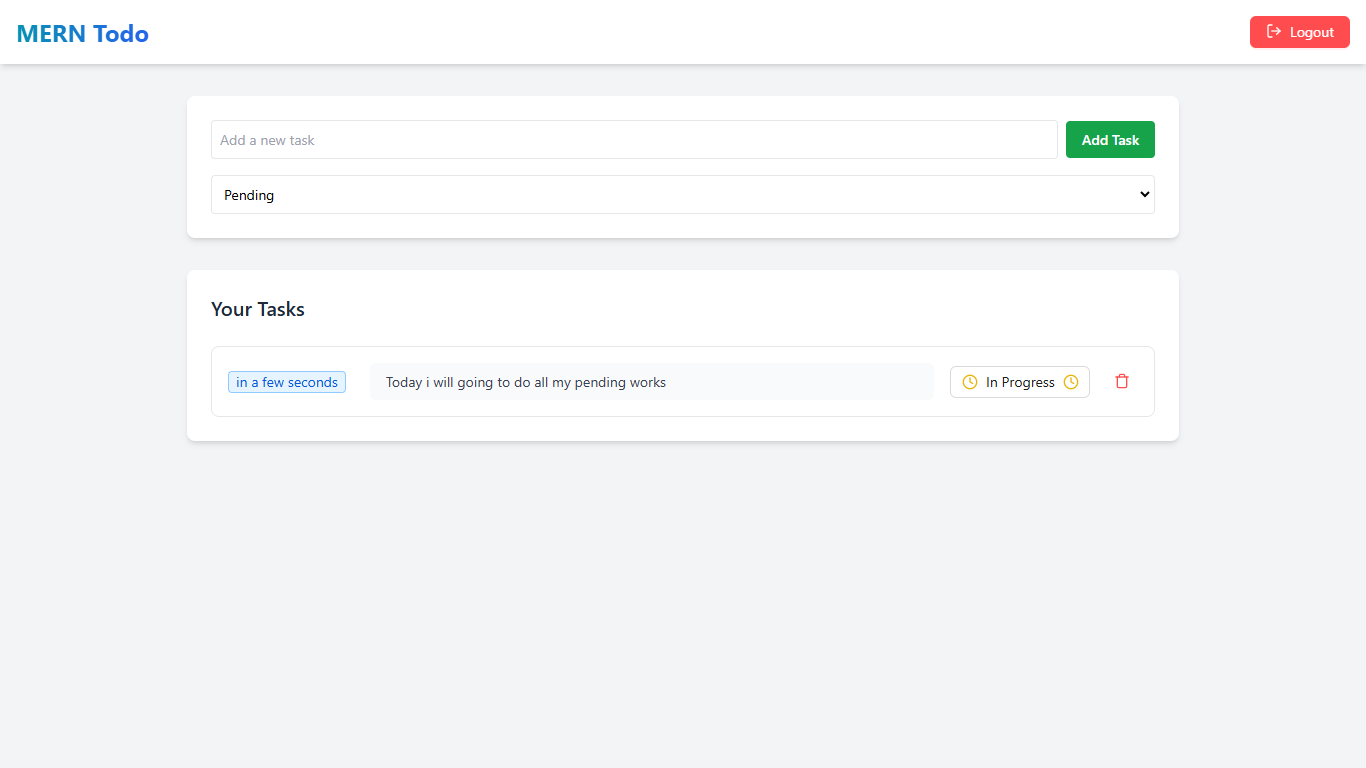 MERN Todo
Logout
Add a new task
Add Task
Pending
Your Tasks
in a few seconds
Today i will going to do all my pending works
In Progress